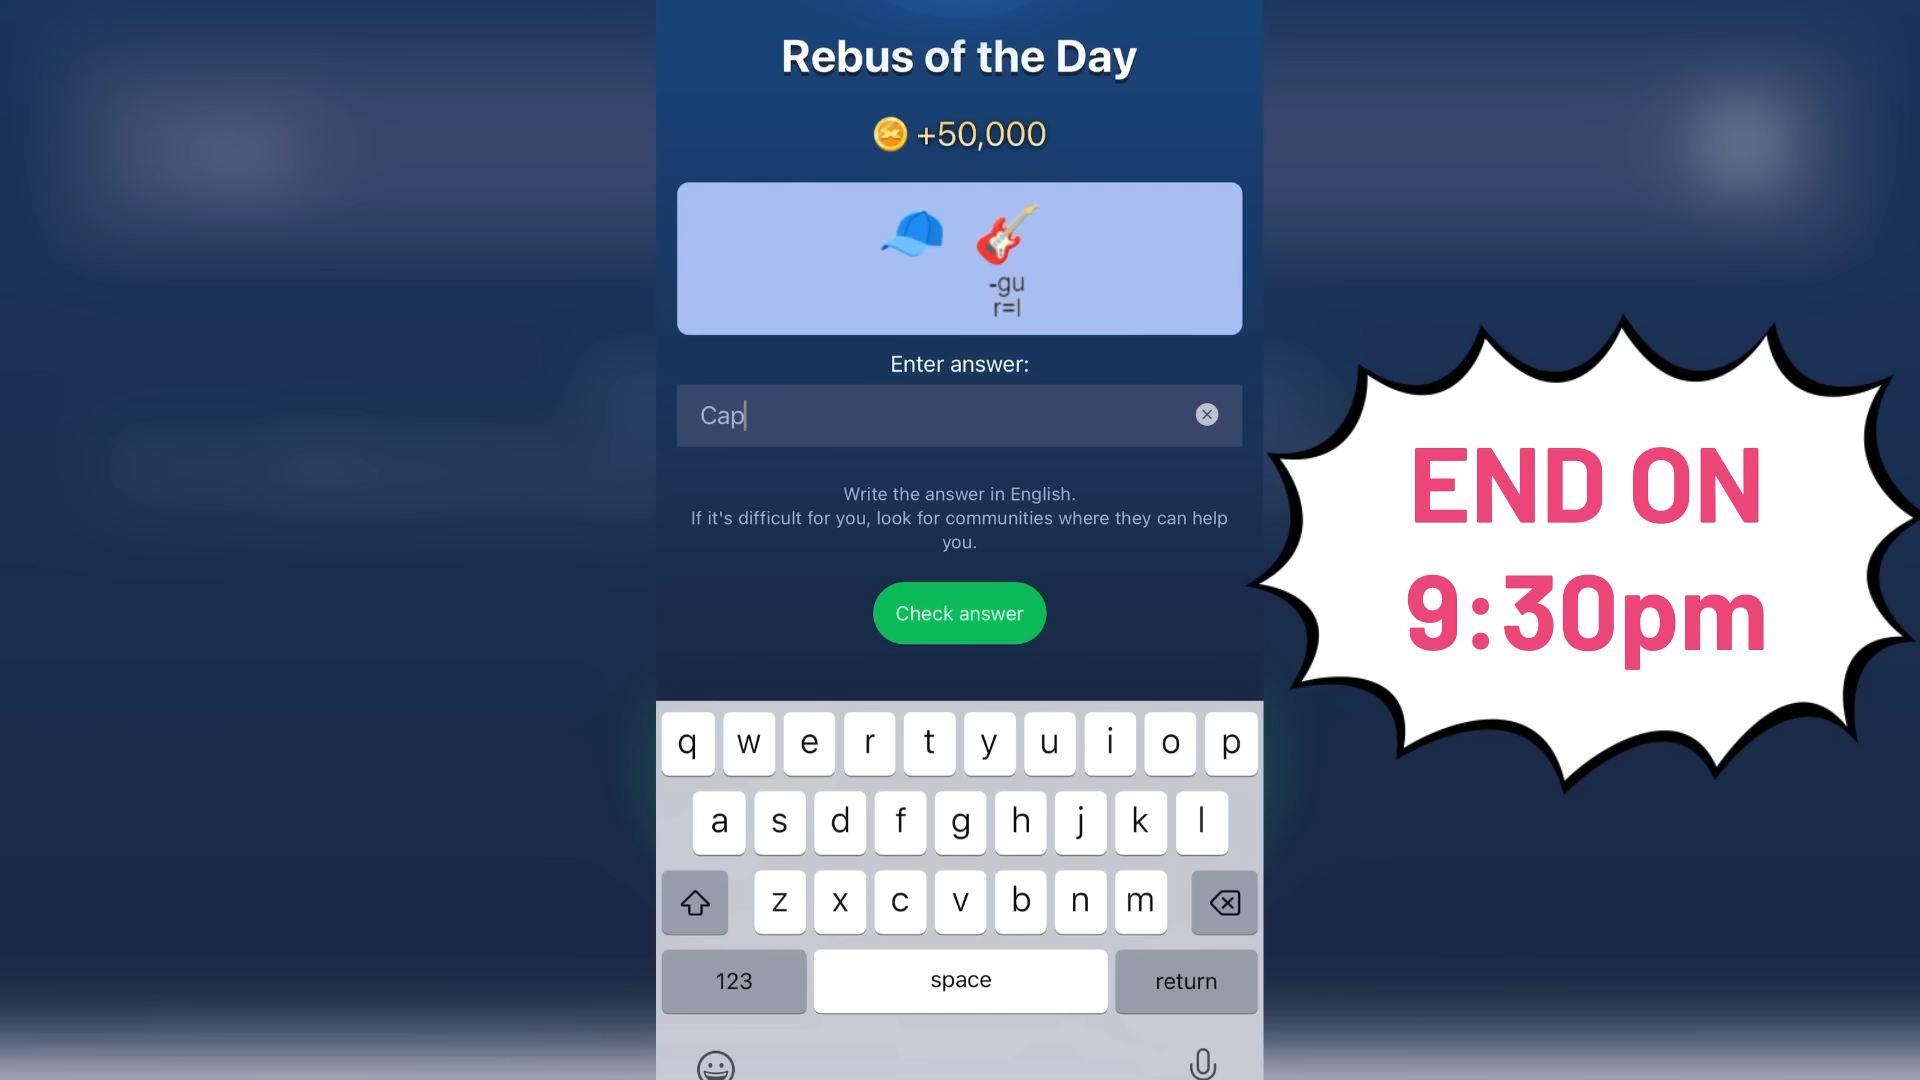 Rebus of the Day
+50,000
-gu
r=l
Enter answer:
Cap
Write the answer in English.
If it's difficult for you, look for communities where they can help
you.
Check answer
END ON
9:30pm
q w e r t y u i o p
a s d f g h j k l
z x c v b n m
123 space return